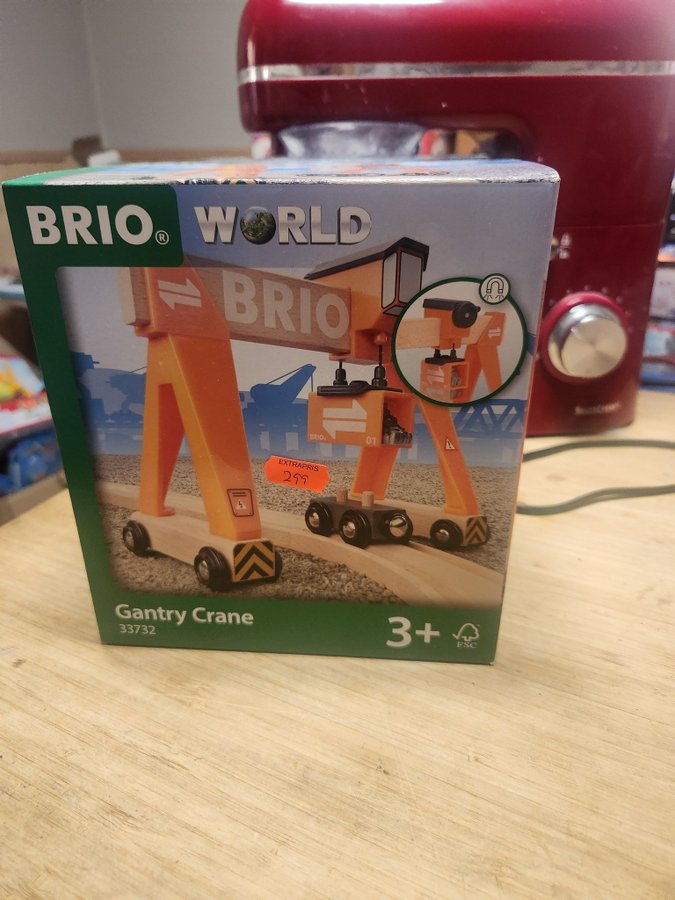 BRIO® WORLD
BRIO
BRIO®
01
EXTRAPRIS
299
Gantry Crane
33732
3+
FSC